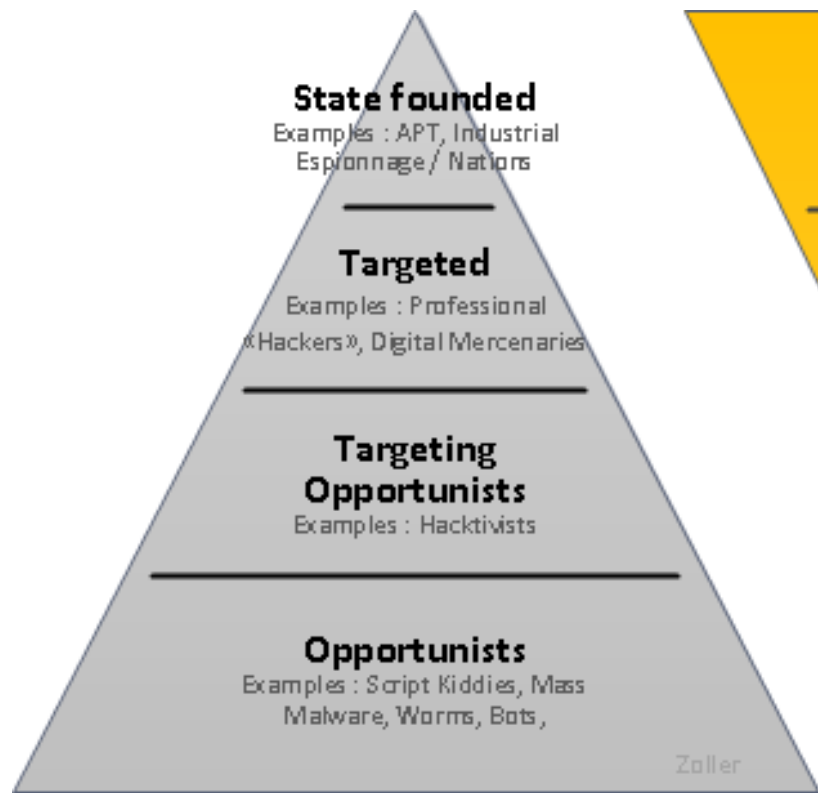 State founded
Examples : APT, Industrial
Espionnage / Nations
Targeted
Examples : Professional
«Hackers», Digital Mercenaries
Targeting
Opportunists
Examples : Hacktivists
Opportunists
Examples : Script Kiddies, Mass
Malware, Worms, Bots,
Zoller